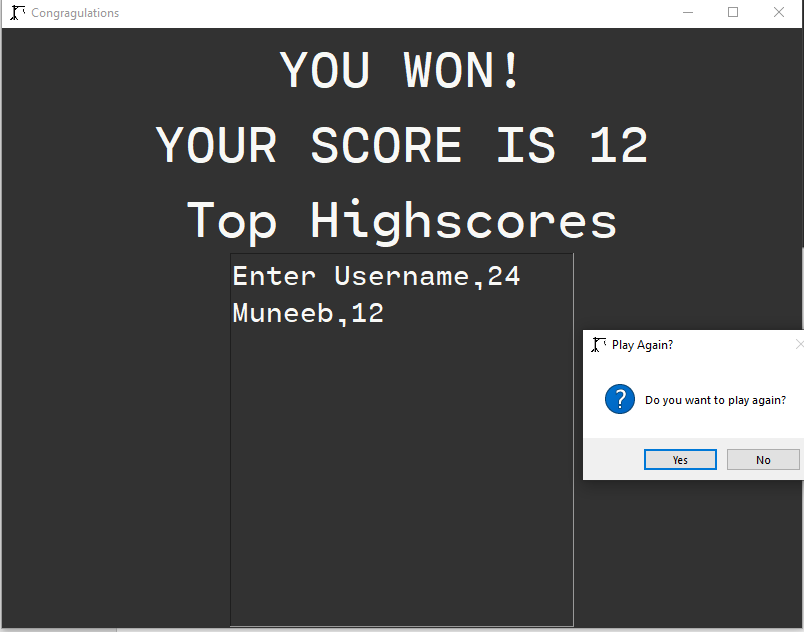 Congragulations
YOU WON!
YOUR SCORE IS 12
Top Highscores
Enter Username,24
Muneeb,12
Play Again?
?
Do you want to play again?
Yes
No